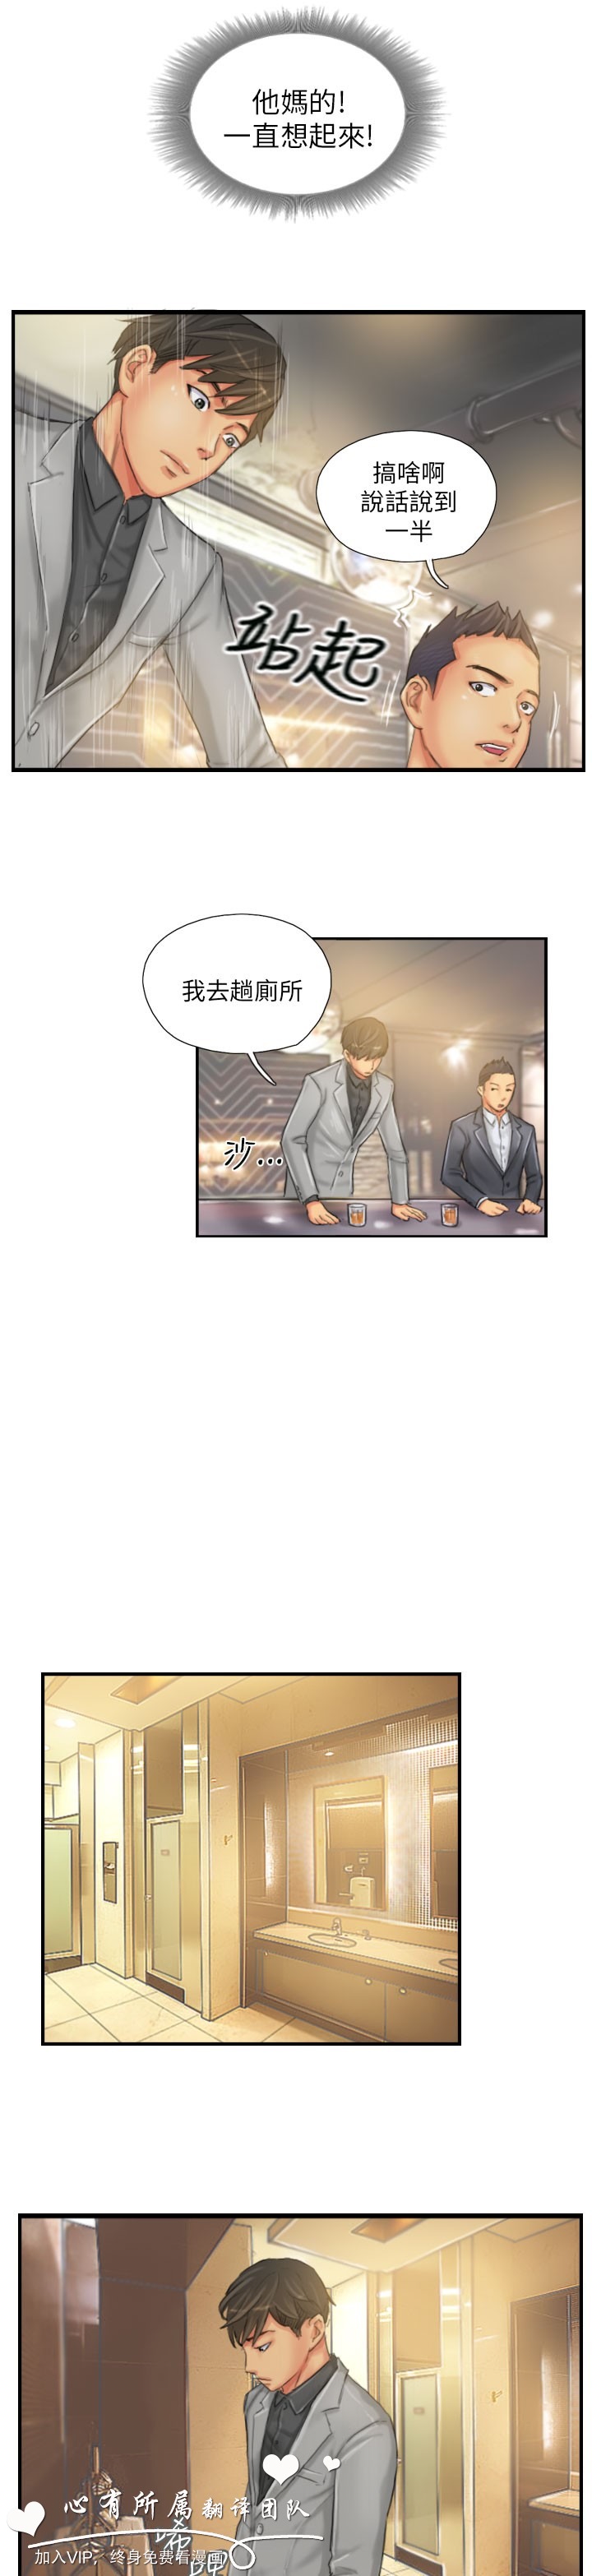 他媽的!
一直想起來!
搞啥啊
說話說到
一半
站起
我去趟廁所
沙...
心有所属翻译团队
加入VIP，终身免费看漫画
唏